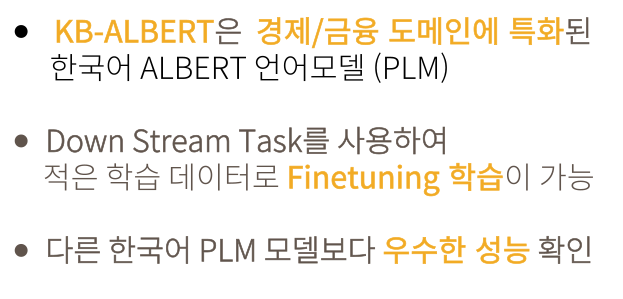 ● KB-ALBERT은 경제/금융 도메인에 특화된
한국어 ALBERT 언어모델 (PLM)
● Down Stream Task를 사용하여
적은 학습 데이터로 Finetuning 학습이 가능
● 다른 한국어 PLM 모델보다 우수한 성능 확인